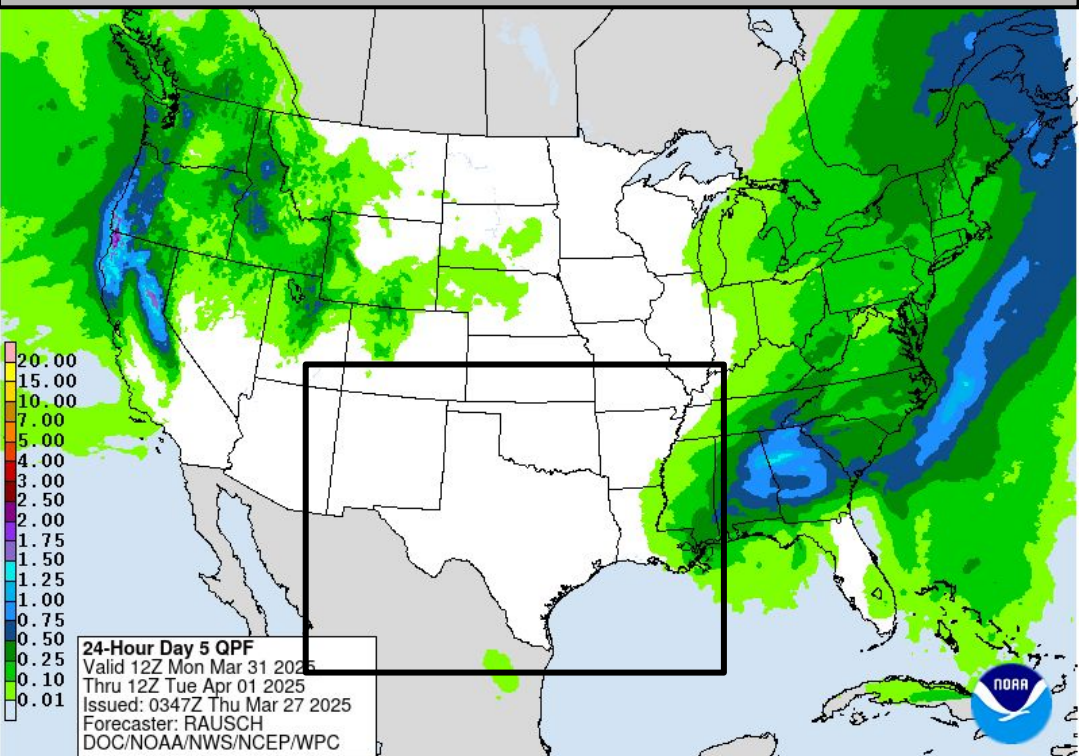 20.00
15.00
10.00
7.00
5.00
4.00
3.00
2.50
2.00
1.75
1.50
1.25
1.00
0.75
0.50
0.25
0.10
0.01
24-Hour Day 5 QPF
Valid 12Z Mon Mar 31 2025
Thru 12Z Tue Apr 01 2025
Issued: 0347Z Thu Mar 27 2025
Forecaster: RAUSCH
DOC/NOAA/NWS/NCEP/WPC
NOAA